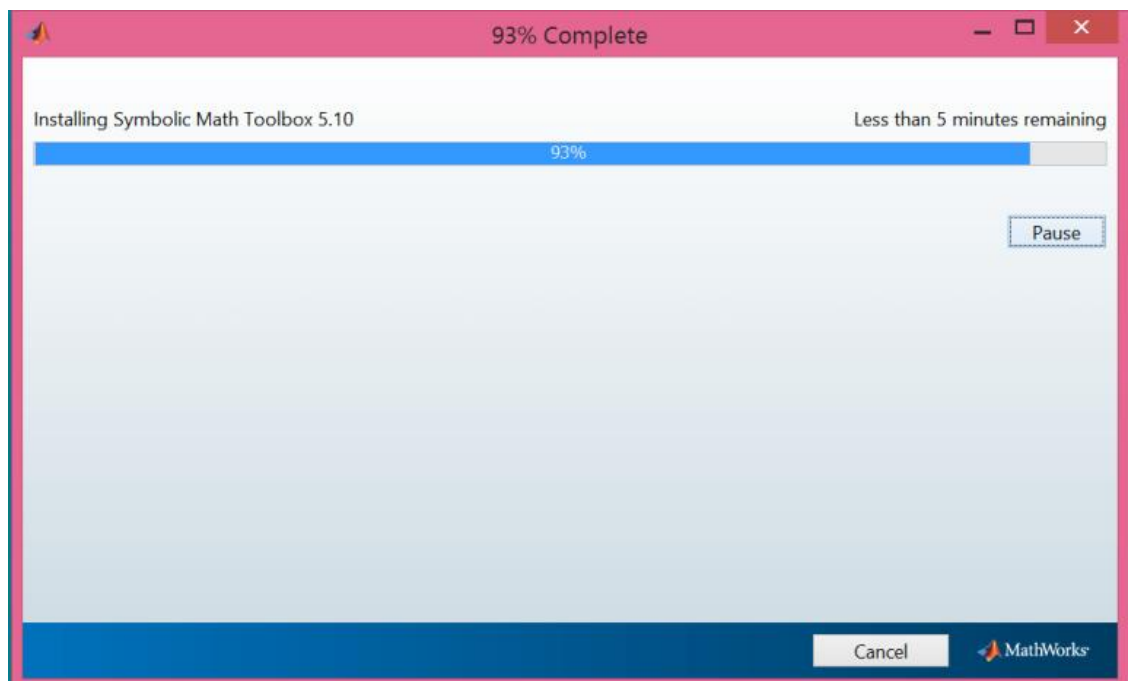 93% Complete
Installing Symbolic Math Toolbox 5.10
Less than 5 minutes remaining
93%
Pause
Cancel
MathWorks